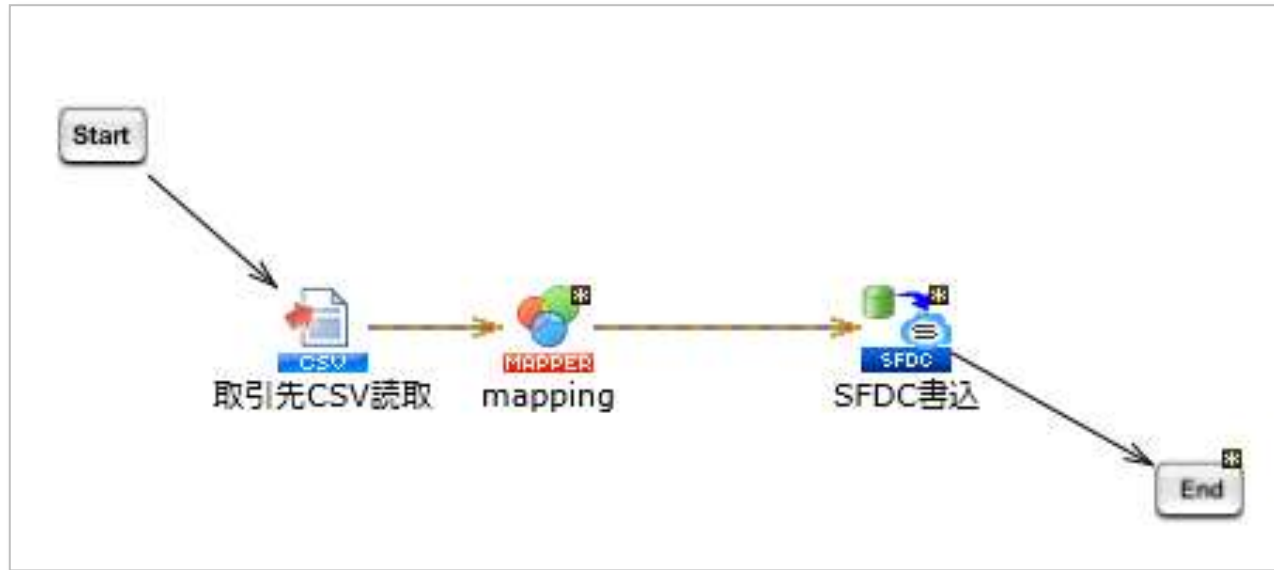 Start
CSV
取引先CSV読取
MAPPER
mapping
SFDC
SFDC書込
End